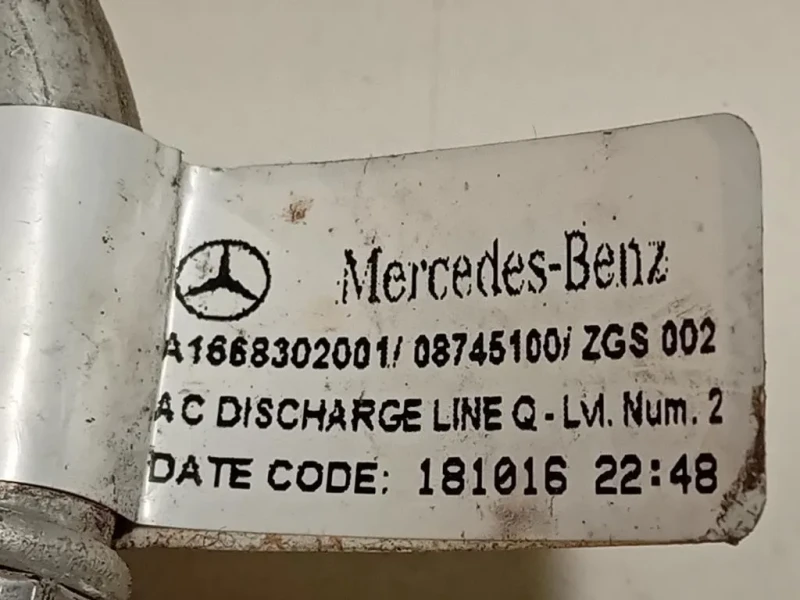 Mercedes-Benz
A1668302001/ 08745100/ ZGS 002
AC DISCHARGE LINE Q - Lvl. Num. 2
DATE CODE: 181016 22:48